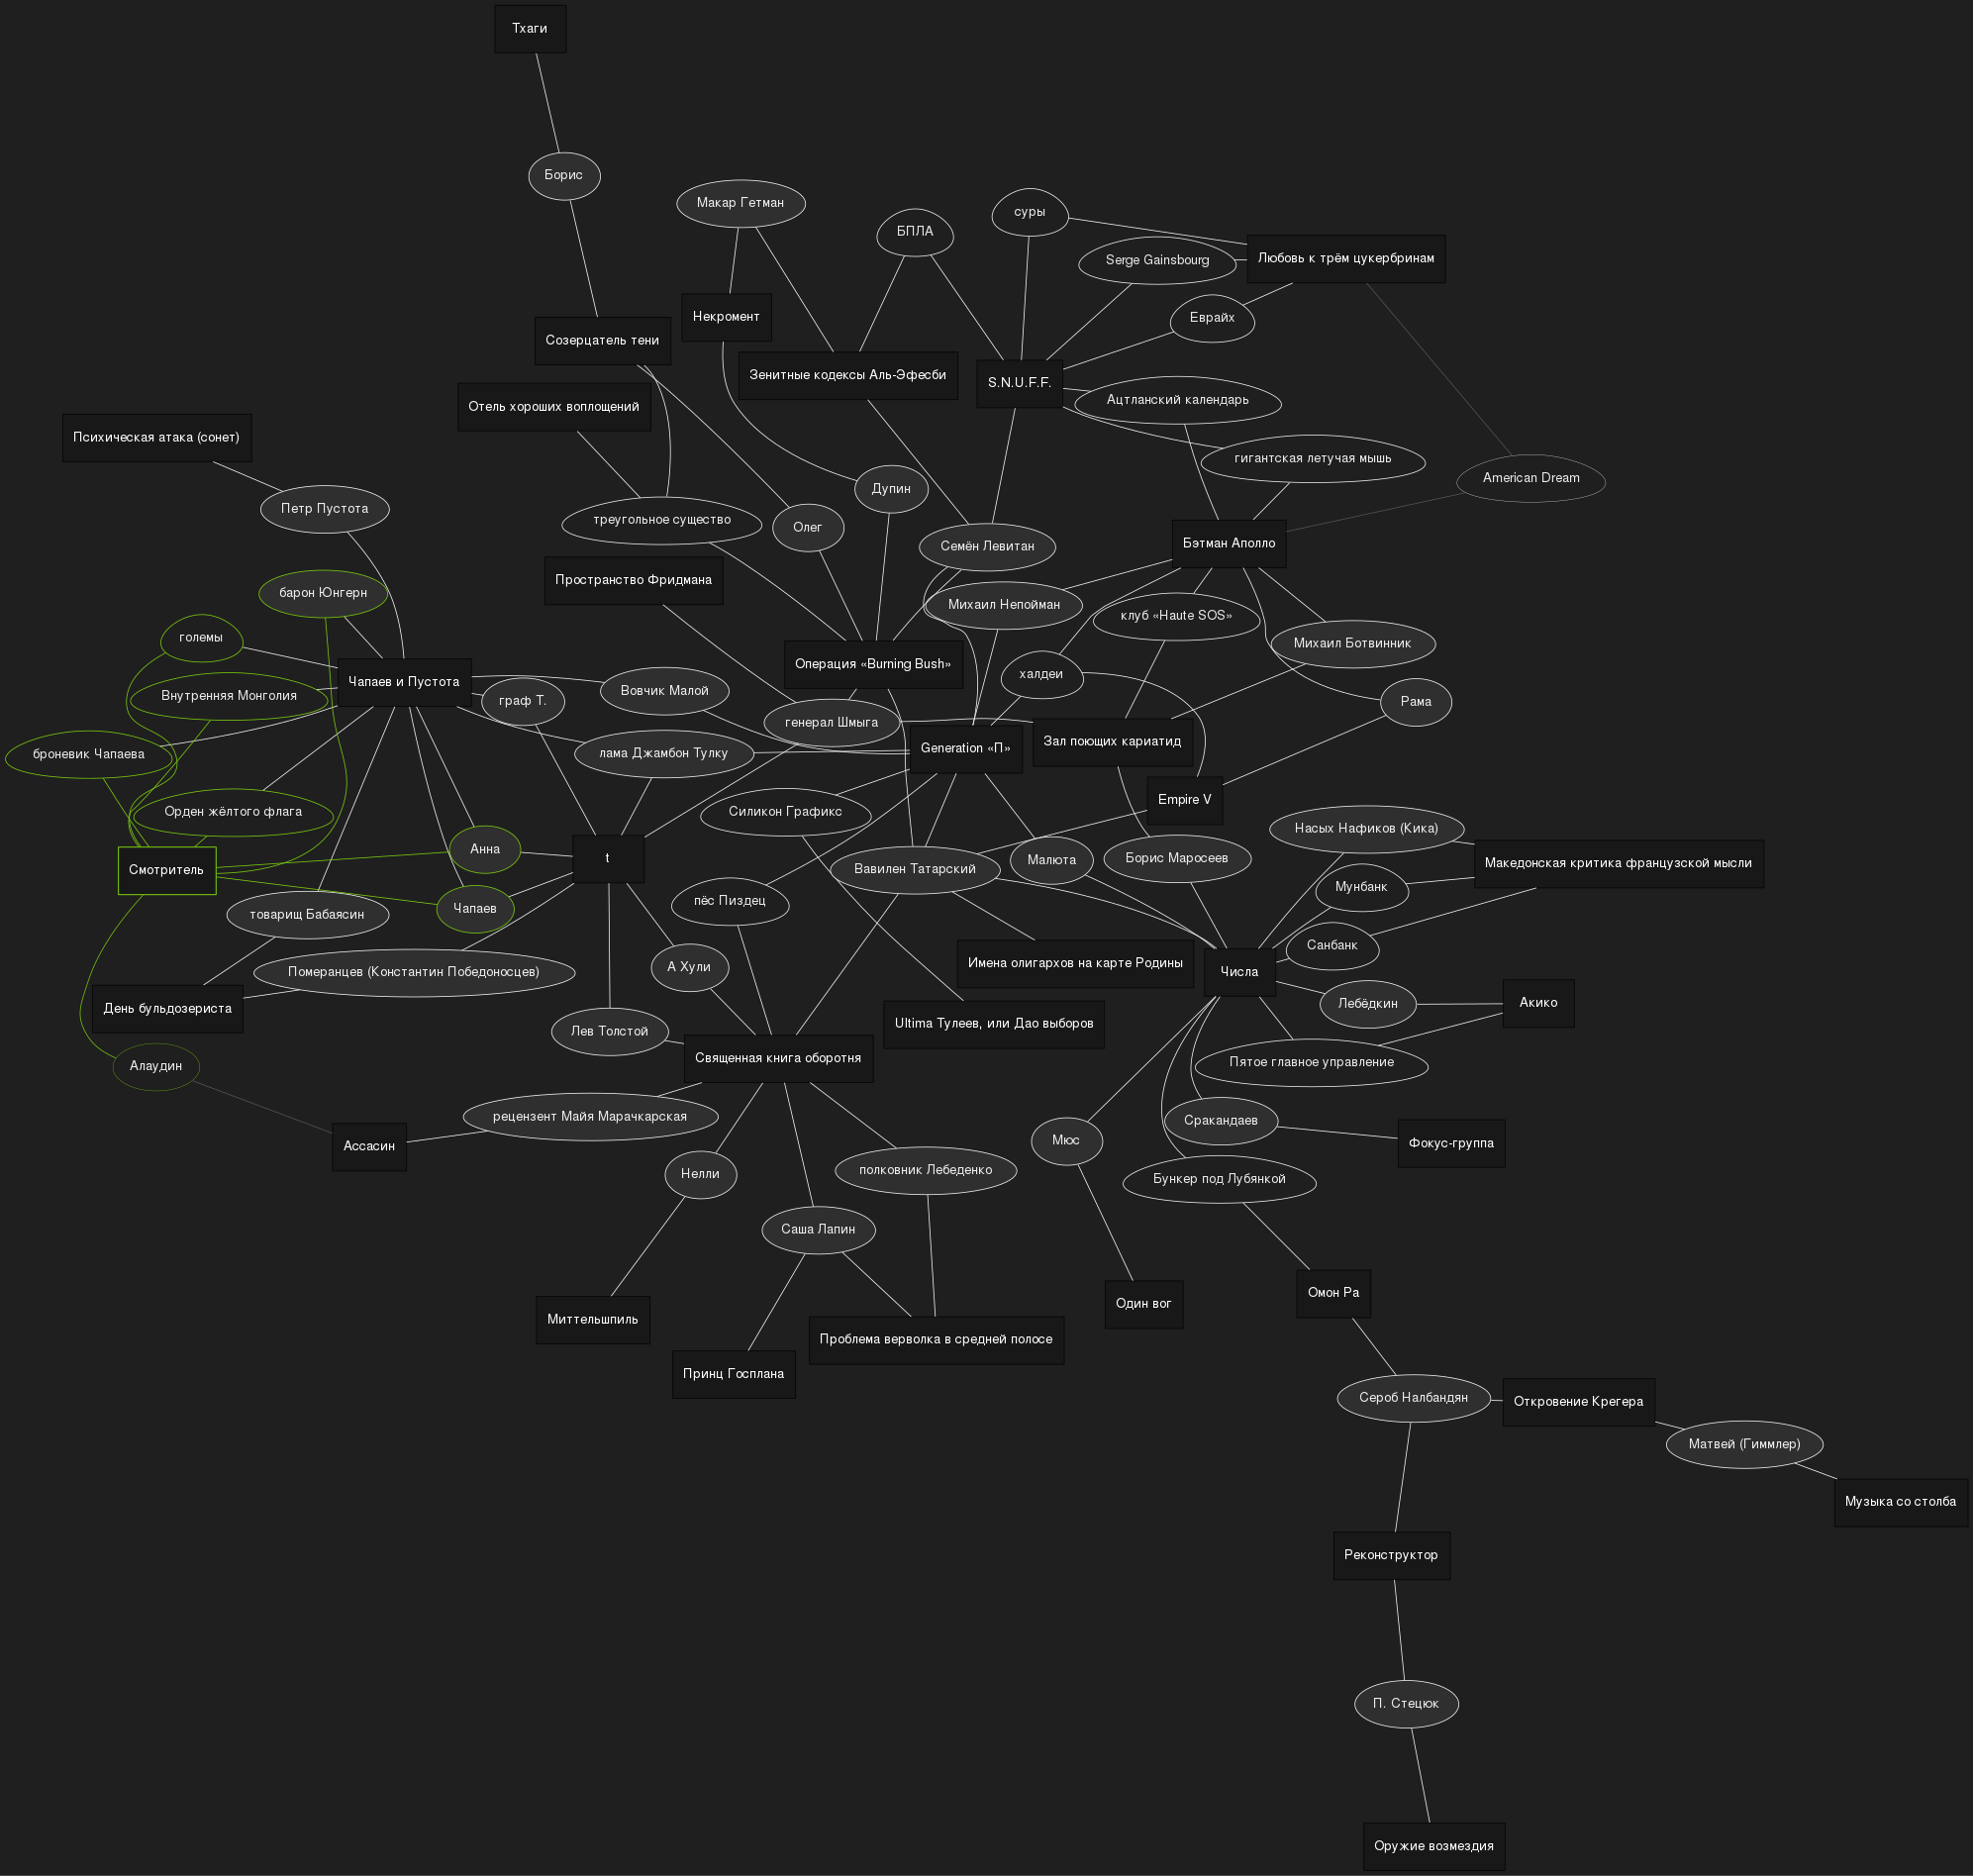 Тхаги
Борис
Макар Гетман
суры
БПЛА
Serge Gainsbourg
Любовь к трём цукербринам
Некромент
Еврайх
Созерцатель тени
Зенитные кодексы Аль-Эфесби
S.N.U.F.F.
Отель хороших воплощений
Ацтланский календарь
Психическая атака (сонет)
гигантская летучая мышь
American Dream
Дупин
Петр Пустота
треугольное существо
Олег
Семён Левитан
Бэтман Аполло
Пространство Фридмана
барон Юнгерн
Михаил Непойман
клуб «Haute SOS»
големы
Михаил Ботвинник
Операция «Burning Bush»
халдеи
Чапаев и Пустота
Вовчик Малой
Внутренняя Монголия
граф Т.
Рама
генерал Шмыга
Зал поющих кариатид
Generation «П»
броневик Чапаева
лама Джамбон Тулку
Empire V
Орден жёлтого флага
Силикон Графикс
Насых Нафиков (Кика)
Анна
t
Малюта
Борис Маросеев
Македонская критика французской мысли
Смотритель
Вавилен Татарский
Мунбанк
пёс Пиздец
Чапаев
товарищ Бабаясин
Санбанк
Имена олигархов на карте Родины
А Хули
Числа
Померанцев (Константин Победоносцев)
День бульдозериста
Лебёдкин
Акико
Ultima Тулеев, или Дао выборов
Лев Толстой
Священная книга оборотня
Пятое главное управление
Алаудин
рецензент Майя Марачкарская
Сракандаев
Ассасин
Мюс
Фокус-группа
Нелли
полковник Лебеденко
Бункер под Лубянкой
Саша Лапин
Омон Ра
Один вог
Миттельшпиль
Проблема верволка в средней полосе
Принц Госплана
Сероб Налбандян
Откровение Крегера
Матвей (Гиммлер)
Музыка со столба
Реконструктор
П. Стецюк
Оружие возмездия